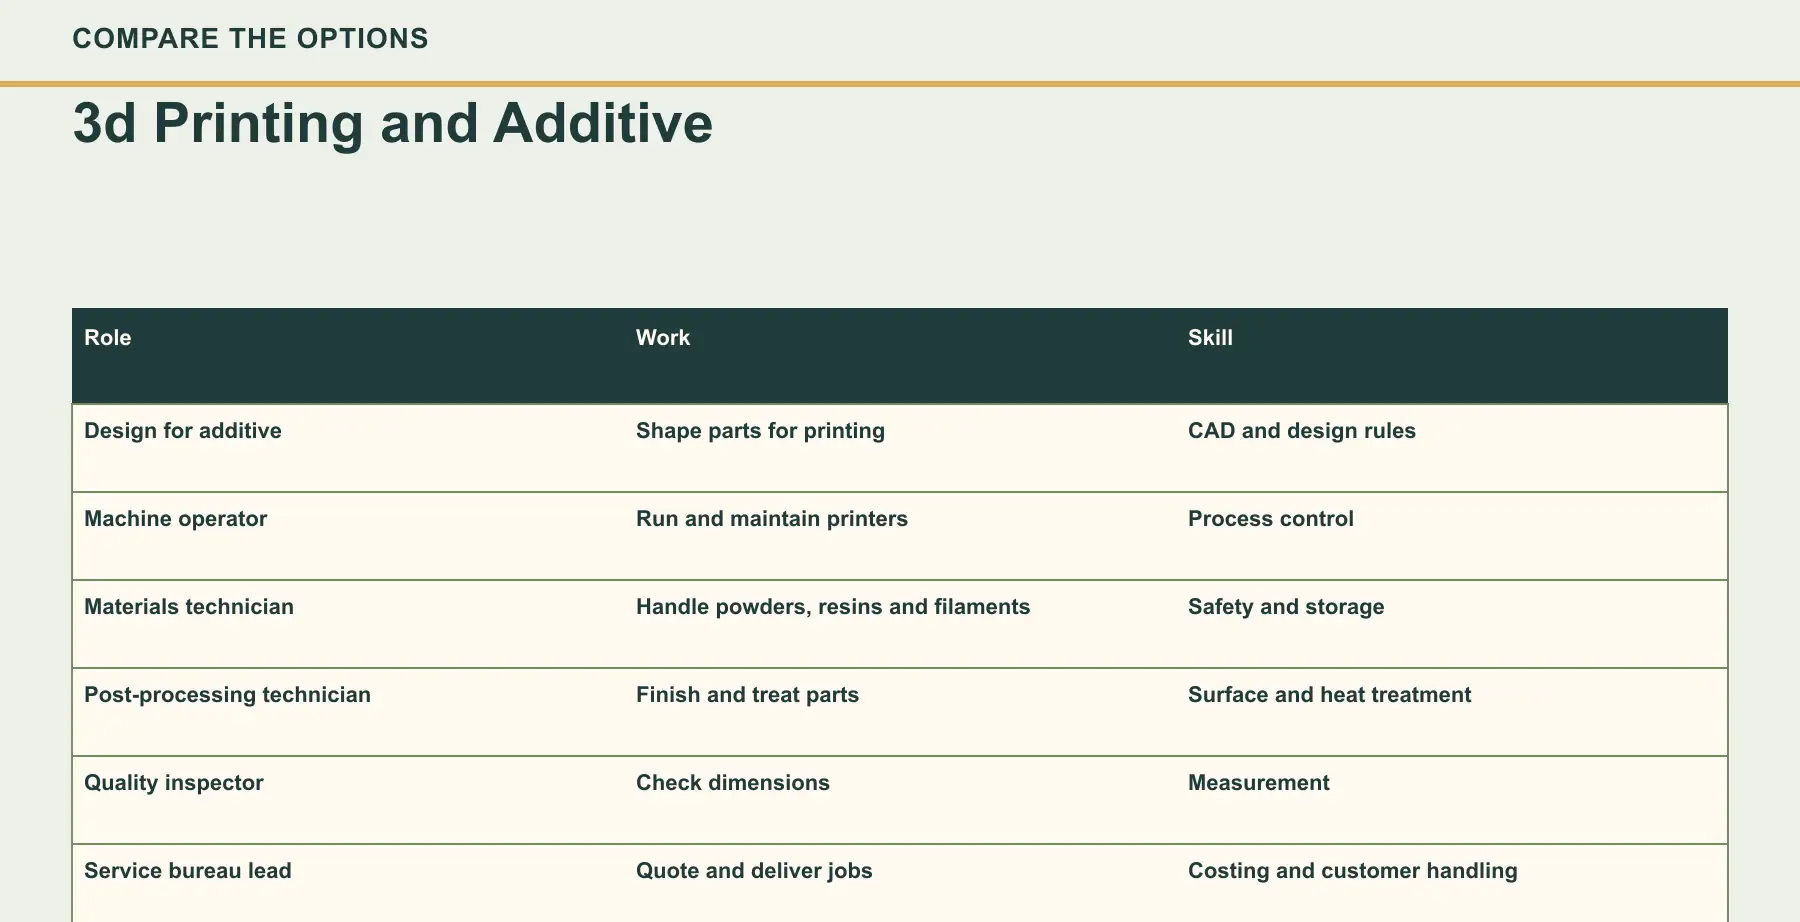 COMPARE THE OPTIONS
3d Printing and Additive
Role Work Skill
Design for additive Shape parts for printing CAD and design rules
Machine operator Run and maintain printers Process control
Materials technician Handle powders, resins and filaments Safety and storage
Post-processing technician Finish and treat parts Surface and heat treatment
Quality inspector Check dimensions Measurement
Service bureau lead Quote and deliver jobs Costing and customer handling